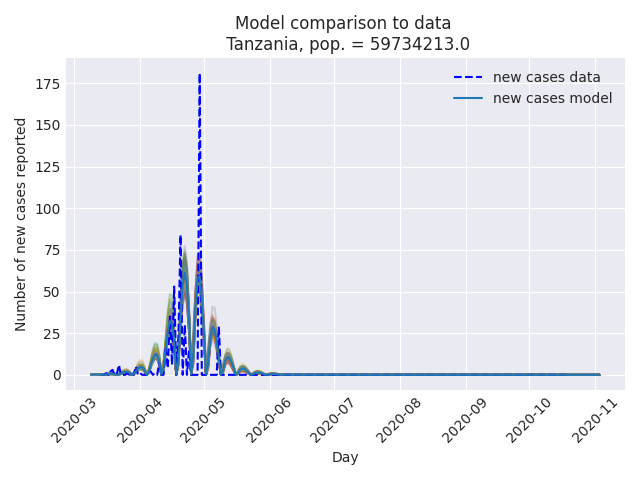 Model comparison to data
Tanzania, pop. = 59734213.0
new cases data
new cases model
Number of new cases reported
175
150
125
100
75
50
25
0
2020-03
2020-04
2020-05
2020-06
2020-07
2020-08
2020-09
2020-10
2020-11
Day